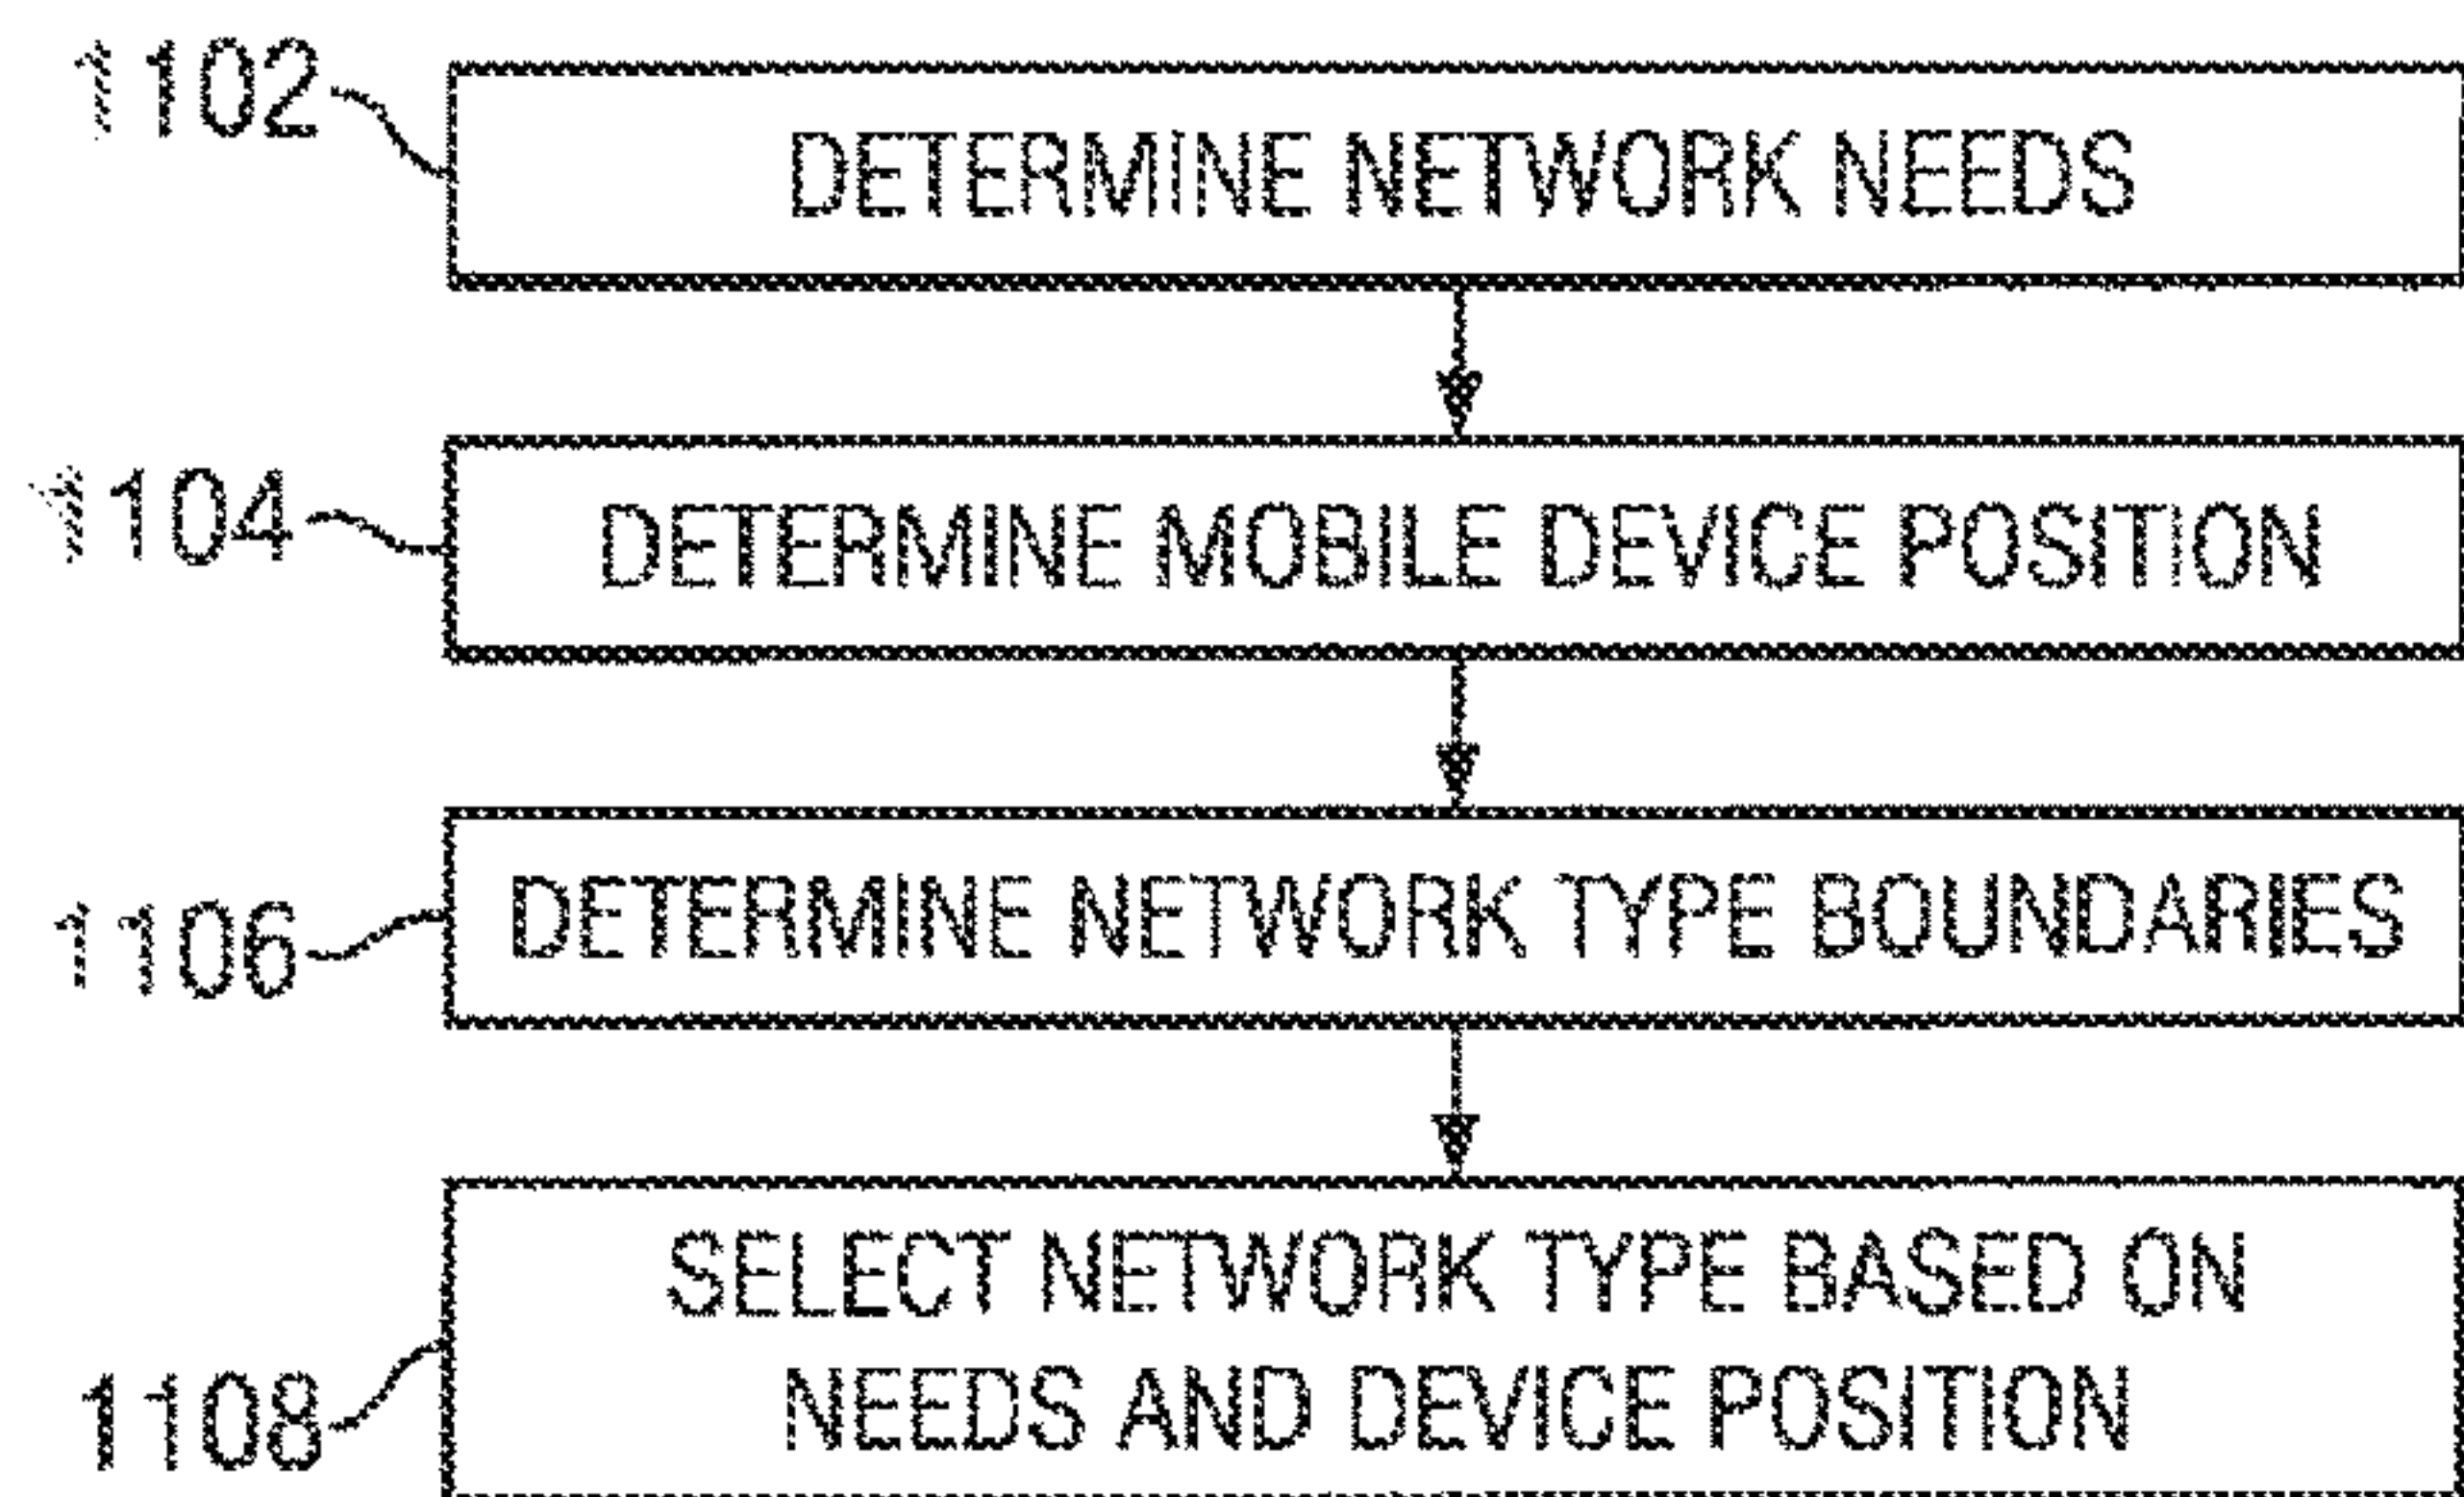 1102
DETERMINE NETWORK NEEDS
1104
DETERMINE MOBILE DEVICE POSITION
1106
DETERMINE NETWORK TYPE BOUNDARIES
1108
SELECT NETWORK TYPE BASED ON
NEEDS AND DEVICE POSITION